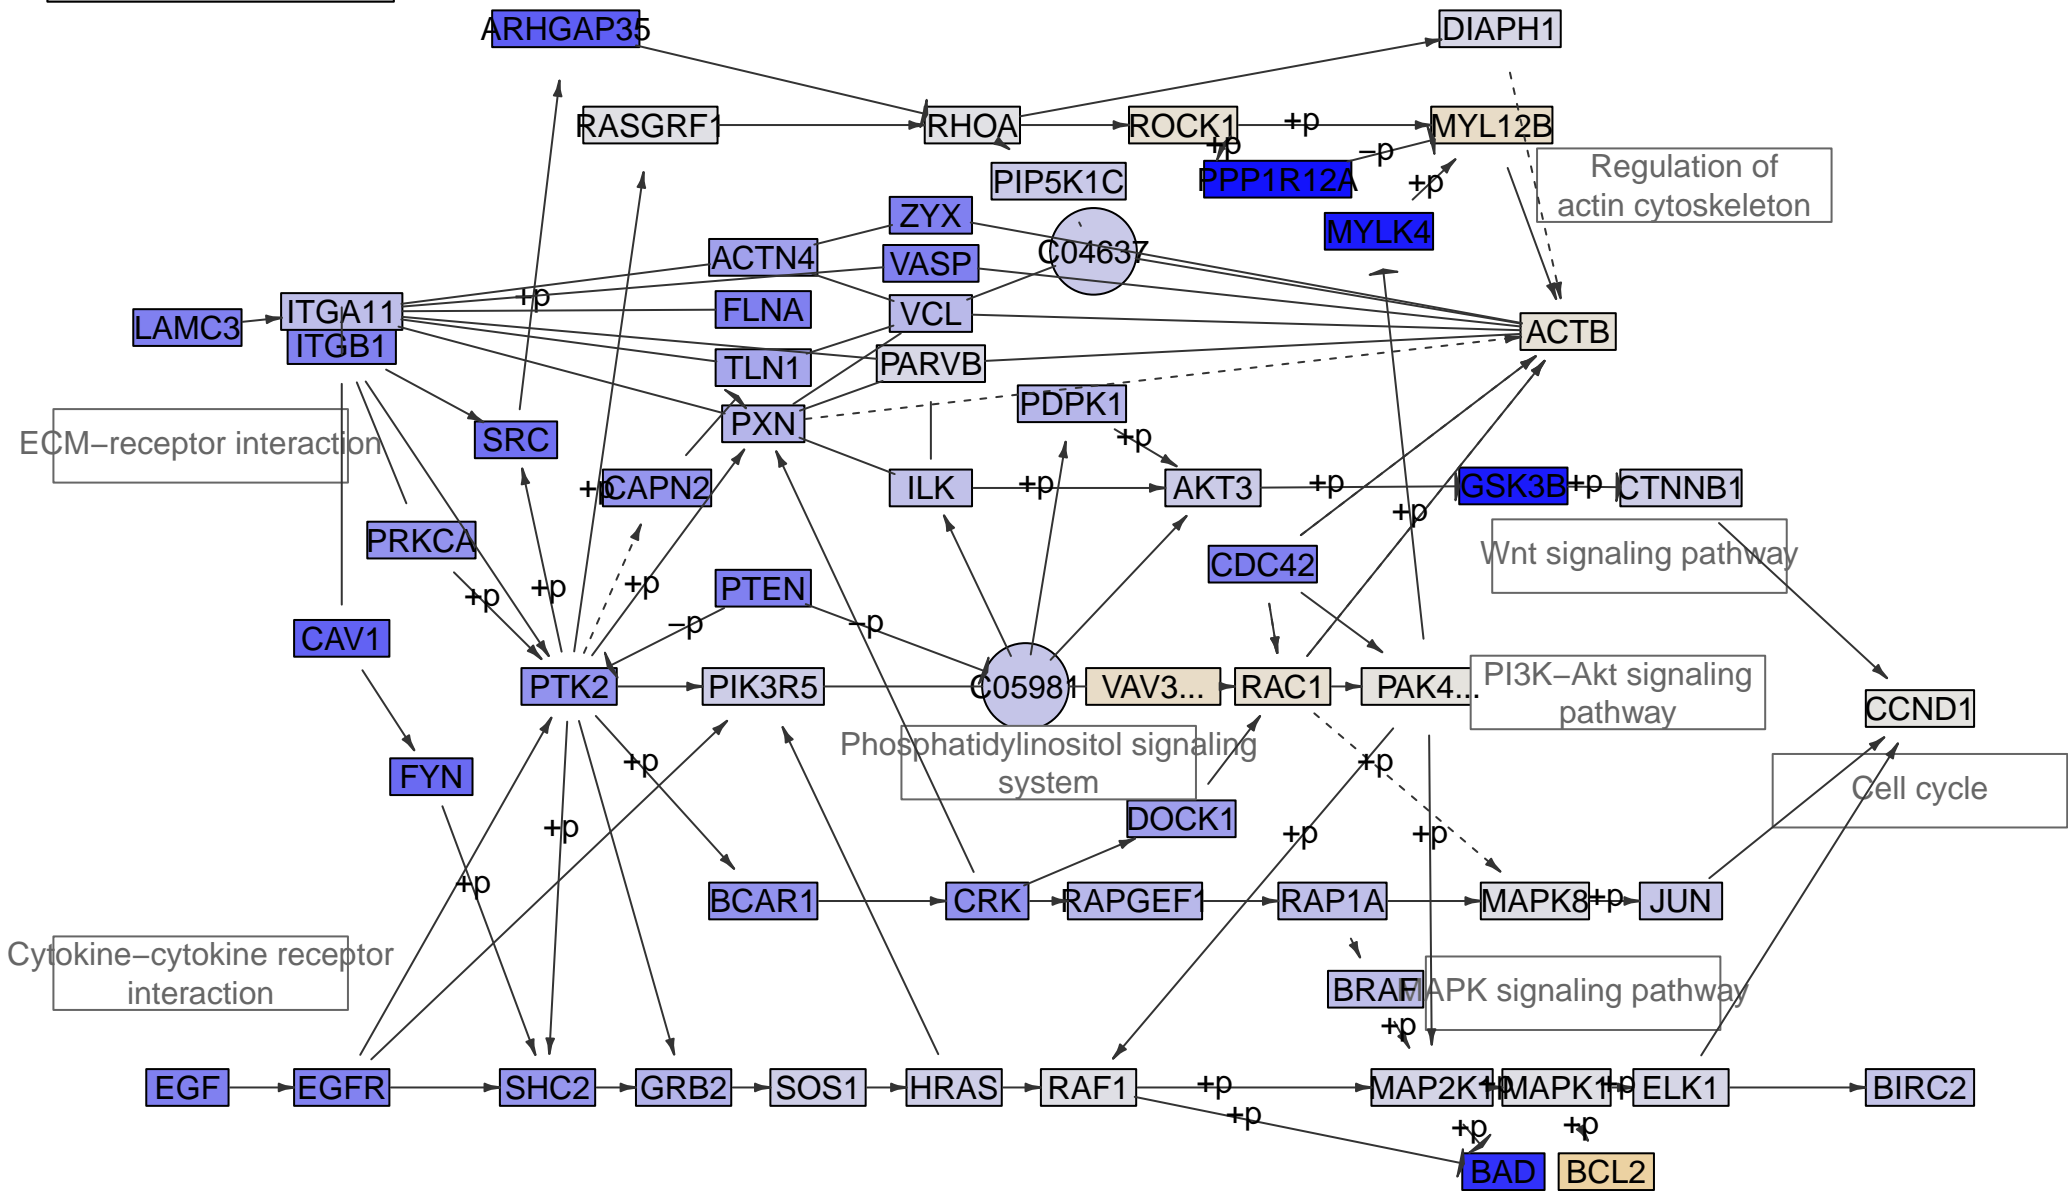 ARHGAP35
DIAPH1
RASGRF1
RHOA
ROCK1
+p
MYL12B
+p
−p
PIP5K1C
PPP1R12A
+p
Regulation of
actin cytoskeleton
ZYX
MYLK4
ACTN4
VASP
C04637
+p
ITGA11
FLNA
VCL
LAMC3
ITGB1
TLN1
PARVB
ACTB
PDPK1
PXN
+p
ECM−receptor interaction
SRC
+p
CAPN2
ILK
+p
AKT3
+p
GSK3B
+p
CTNNB1
+p
PRKCA
Wnt signaling pathway
CDC42
+p
+p
+p
PTEN
−p
−p
CAV1
PTK2
PIK3R5
C05981
VAV3...
RAC1
PAK4...
PI3K−Akt signaling
pathway
CCND1
Phosphatidylinositol signaling
system
+p
+p
FYN
Cell cycle
DOCK1
+p
+p
+p
+p
BCAR1
CRK
RAPGEF1
RAP1A
MAPK8
+p
JUN
Cytokine−cytokine receptor
interaction
BRAF
MAPK signaling pathway
+p
EGF
EGFR
SHC2
GRB2
SOS1
HRAS
RAF1
+p
MAP2K1
+p
MAPK1
+p
ELK1
BIRC2
+p
+p
+p
BAD
BCL2